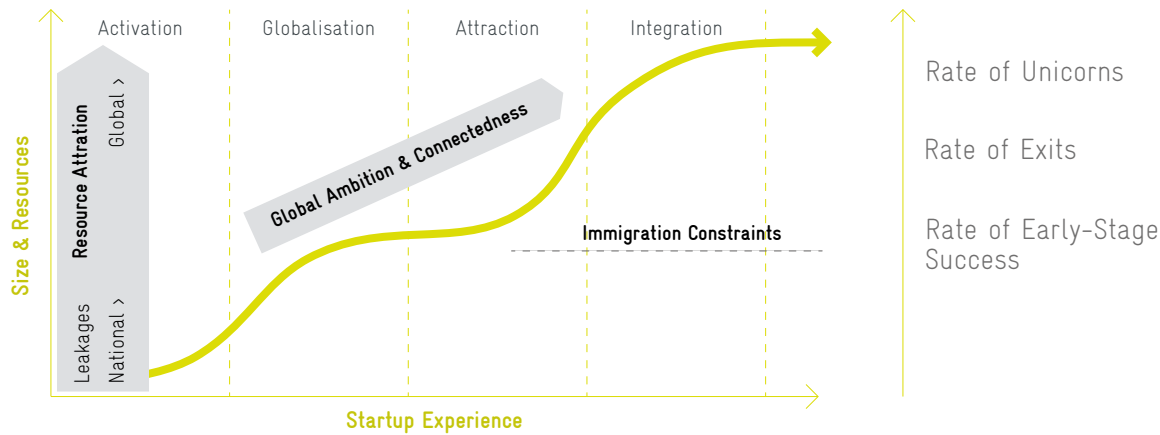 Activation
Globalisation
Attraction
Integration
Size & Resources
Resource Attration
Leakages
National >
Global >
Global Ambition & Connectedness
Immigration Constraints
Startup Experience
Rate of Unicorns
Rate of Exits
Rate of Early-Stage
Success